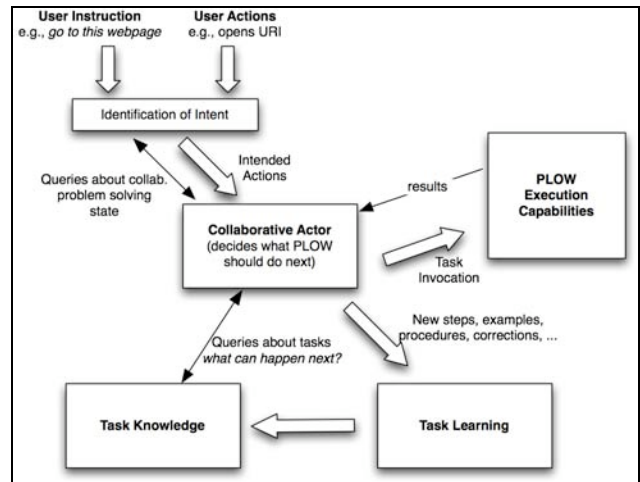 User Instruction
e.g., go to this webpage
User Actions
e.g., opens URI
Identification of Intent
Queries about collab.
problem solving
state
Intended
Actions
results
PLOW
Execution
Capabilities
Collaborative Actor
(decides what PLOW
should do next)
Task
Invocation
New steps, examples,
procedures, corrections, ...
Queries about tasks
what can happen next?
Task Knowledge
Task Learning